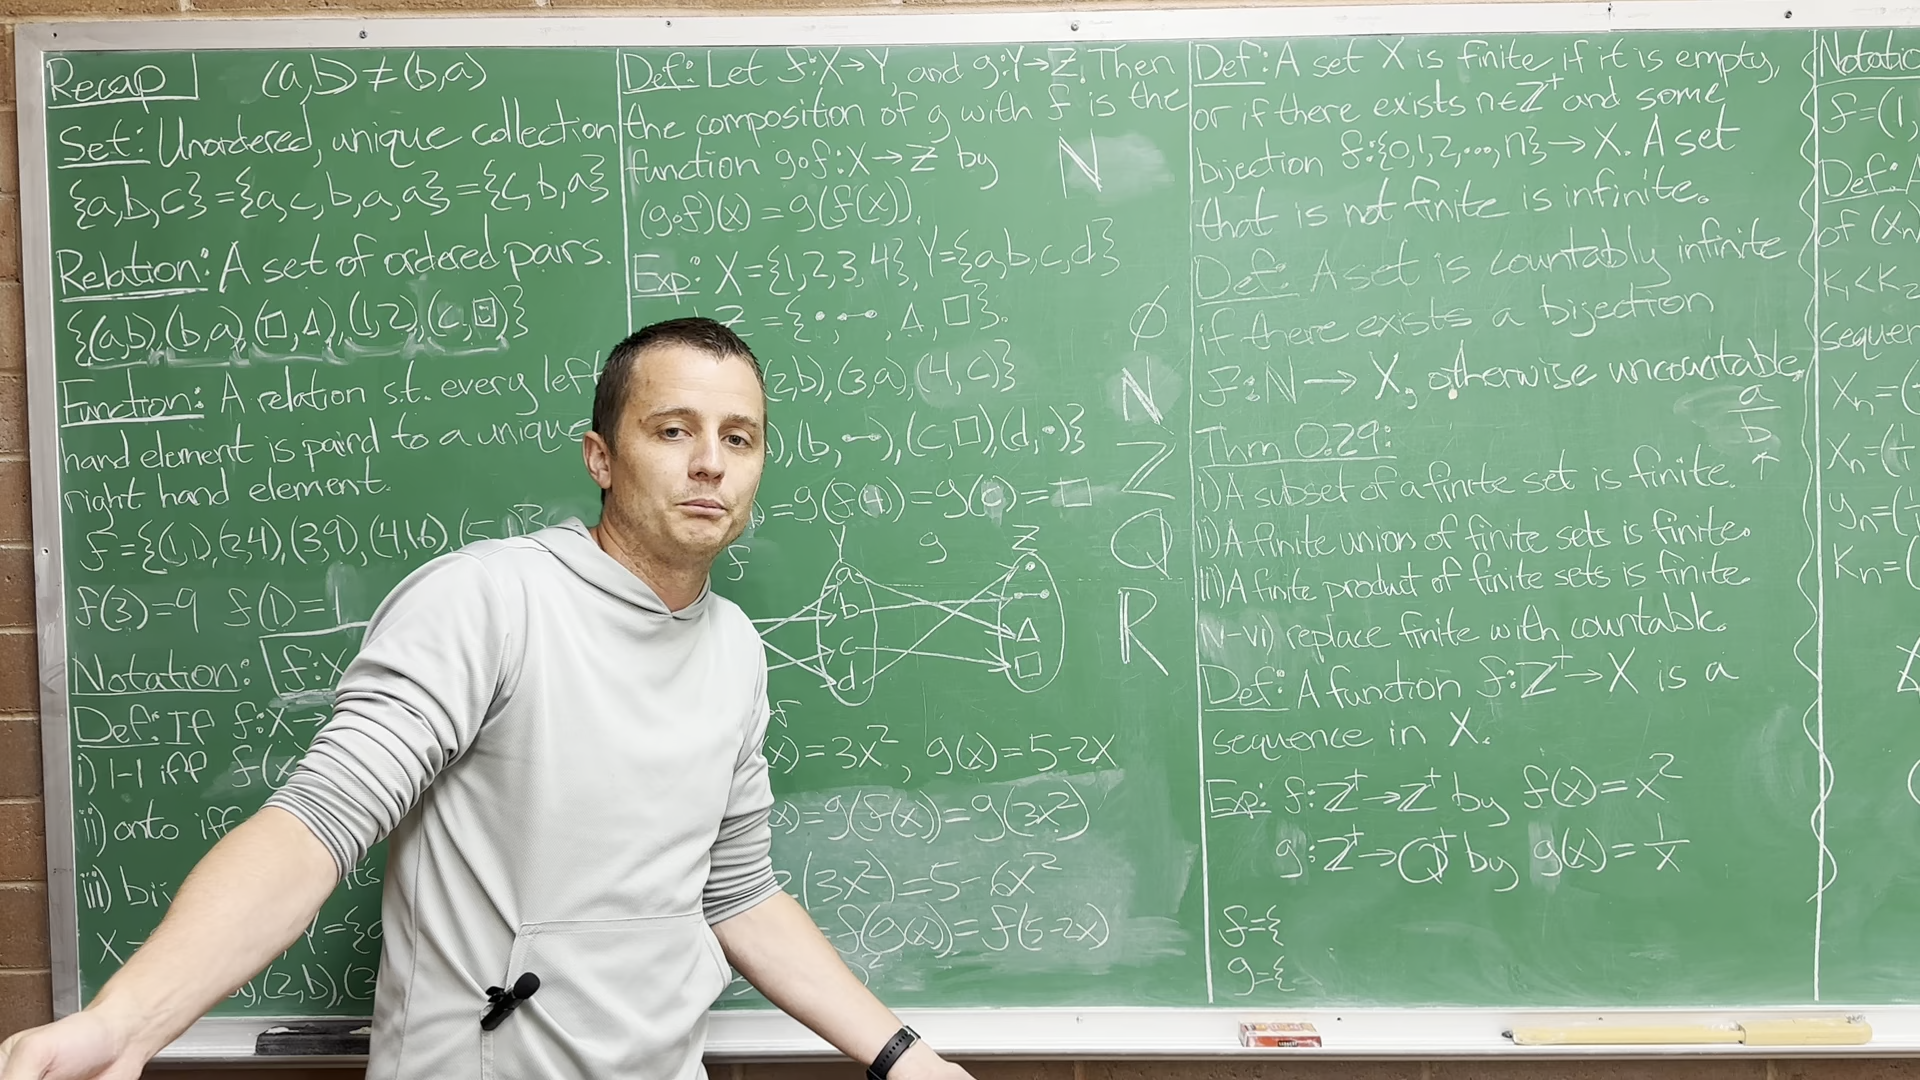 Recap (a,b) ≠ (b,a)
Set: Unordered, unique collection
{a,b,c} = {a,c,b,a,a} = {c,b,a}
Relation: A set of ordered pairs.
{(a,b),(b,a),(□,Δ),(1,2),(c,⊡)}
Function: A relation s.t. every left
hand element is paird to a unique
right hand element.
f={(1,1),(2,4),(3,9),(4,16),(5,
f(3)=9 f(1)=1
Notation: f:X
Def: If f:X→
i) 1-1 iff f(x
ii) onto iff
iii) bij
X=
Y={a
(2,b),(3
Def: Let f:X→Y, and g:Y→Z. Then
the composition of g with f is the
function g∘f:X→Z by N
(g∘f)(x) = g(f(x)).
Exp: X={1,2,3,4}, Y={a,b,c,d}
Z={•,•–•,Δ,□}.
2,b),(3,a),(4,c)}
),(b,•–•),(c,□)(d,•)}
=g(f(4))=g(c)=□
f Y g Z
a
b
c
d
Δ
□
∅
N
Z
Q
R
x)=3x², g(x)=5-2x
x)=g(f(x))=g(3x²)
(3x²)=5-6x²
f(g(x))=f(5-2x)
Def: A set X is finite if it is empty,
or if there exists n∈Z⁺ and some
bijection f:{0,1,2,...,n}→X. A set
that is not finite is infinite.
Def: A set is countably infinite
if there exists a bijection
f:N→X, otherwise uncountable.
a
b
↑
Thm 0.29:
i) A subset of a finite set is finite.
ii) A finite union of finite sets is finite.
iii) A finite product of finite sets is finite.
iv-vi) replace finite with countable.
Def: A function f:Z⁺→X is a
sequence in X.
Exp: f:Z⁺→Z⁺ by f(x)=x²
g:Z⁺→Q⁺ by g(x)=1/x
f={
g={
Notatio
f=(1,
Def: A
of (xₙ)
k₁<k₂
sequen
Xₙ=(
Xₙ=(
yₙ=(
Kₙ=(